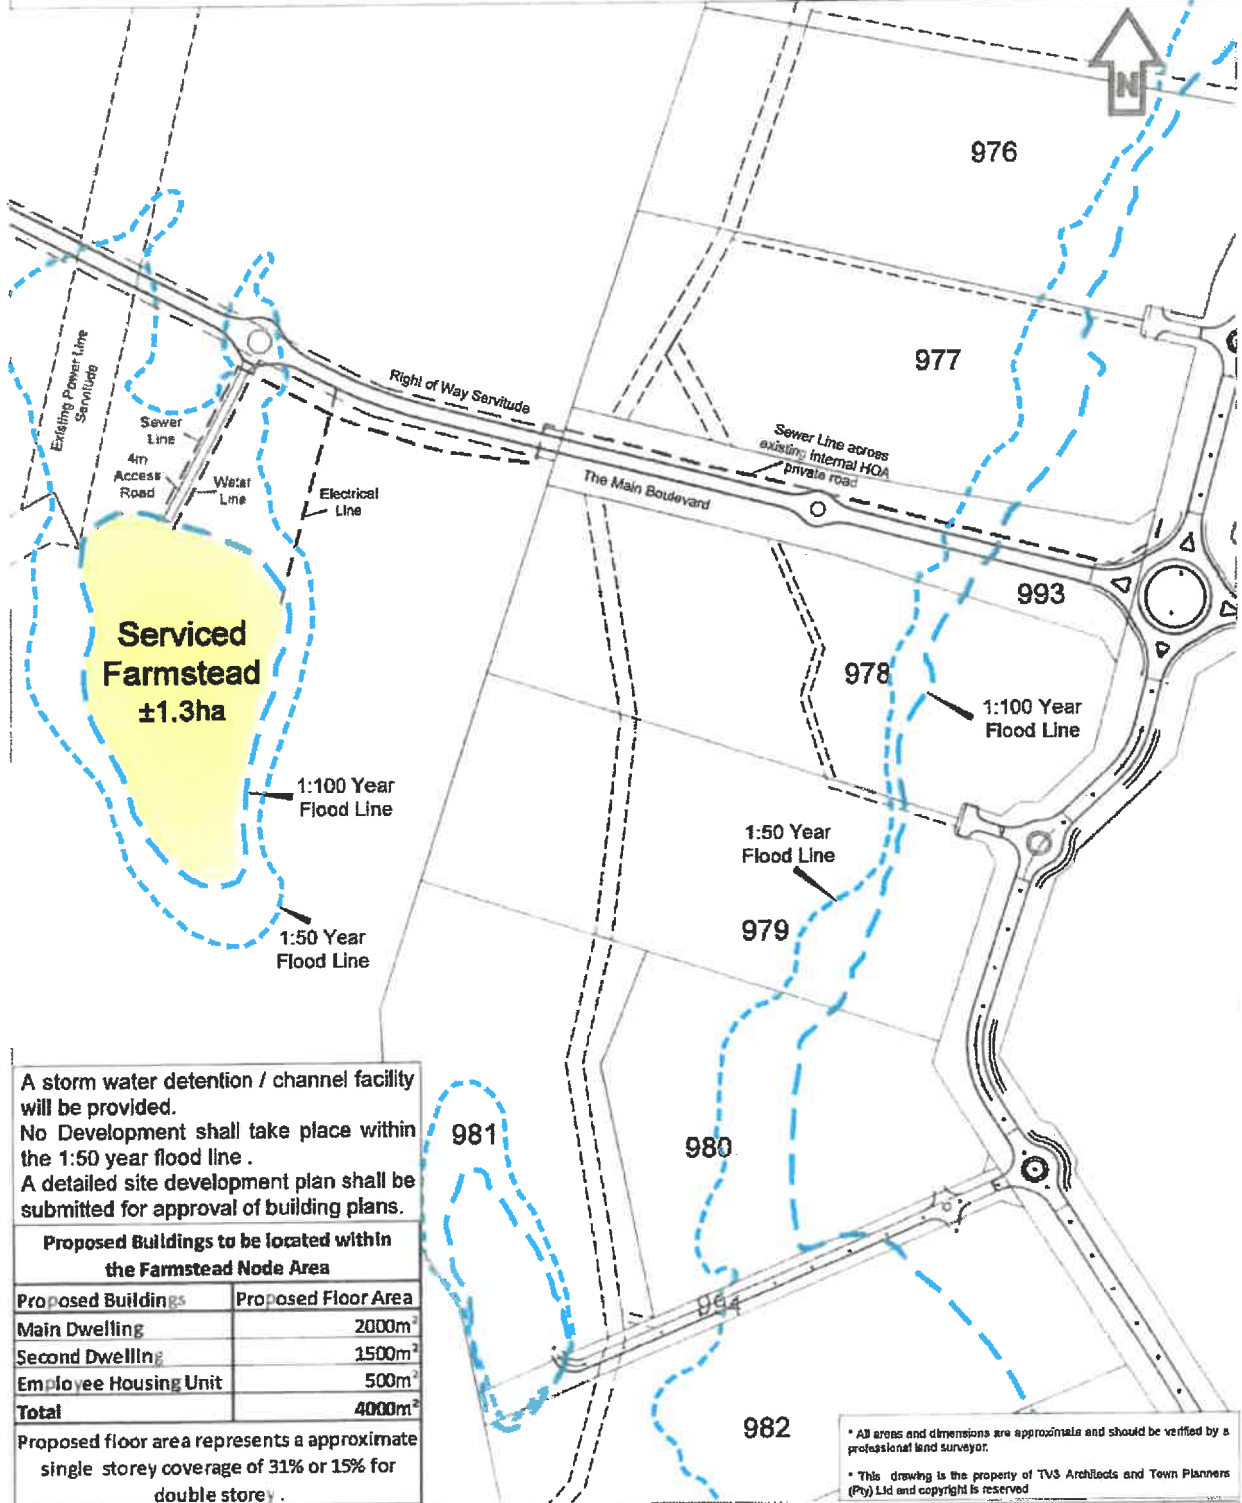 N
976
977
Existing Power Line
Servitude
Right of Way Servitude
Sewer
Line
4m
Access
Road
Water
Line
Electrical
Line
Sewer Line across
existing internal HOA
private road
The Main Boulevard
993
978
Serviced
Farmstead
±1.3ha
1:100 Year
Flood Line
1:100 Year
Flood Line
1:50 Year
Flood Line
979
1:50 Year
Flood Line
981
980
994
982
A storm water detention / channel facility
will be provided.
No Development shall take place within
the 1:50 year flood line .
A detailed site development plan shall be
submitted for approval of building plans.
Proposed Buildings to be located within
the Farmstead Node Area
Proposed Buildings Proposed Floor Area
Main Dwelling 2000m²
Second Dwelling 1500m²
Employee Housing Unit 500m²
Total 4000m²
Proposed floor area represents a approximate
single storey coverage of 31% or 15% for
double storey .
* All areas and dimensions are approximate and should be verified by a
professional land surveyor.
* This drawing is the property of TV3 Architects and Town Planners
(Pty) Ltd and copyright is reserved